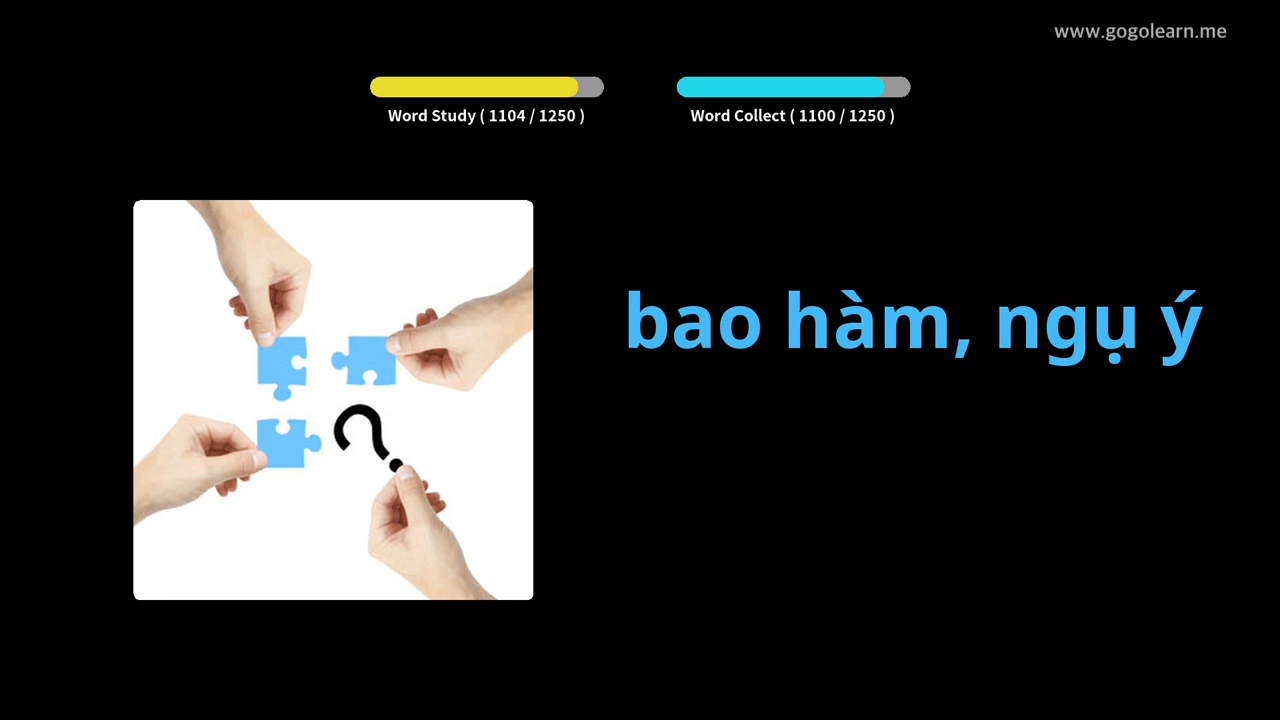 www.gogolearn.me
Word Study ( 1104 / 1250 )
Word Collect ( 1100 / 1250 )
bao hàm, ngụ ý
?